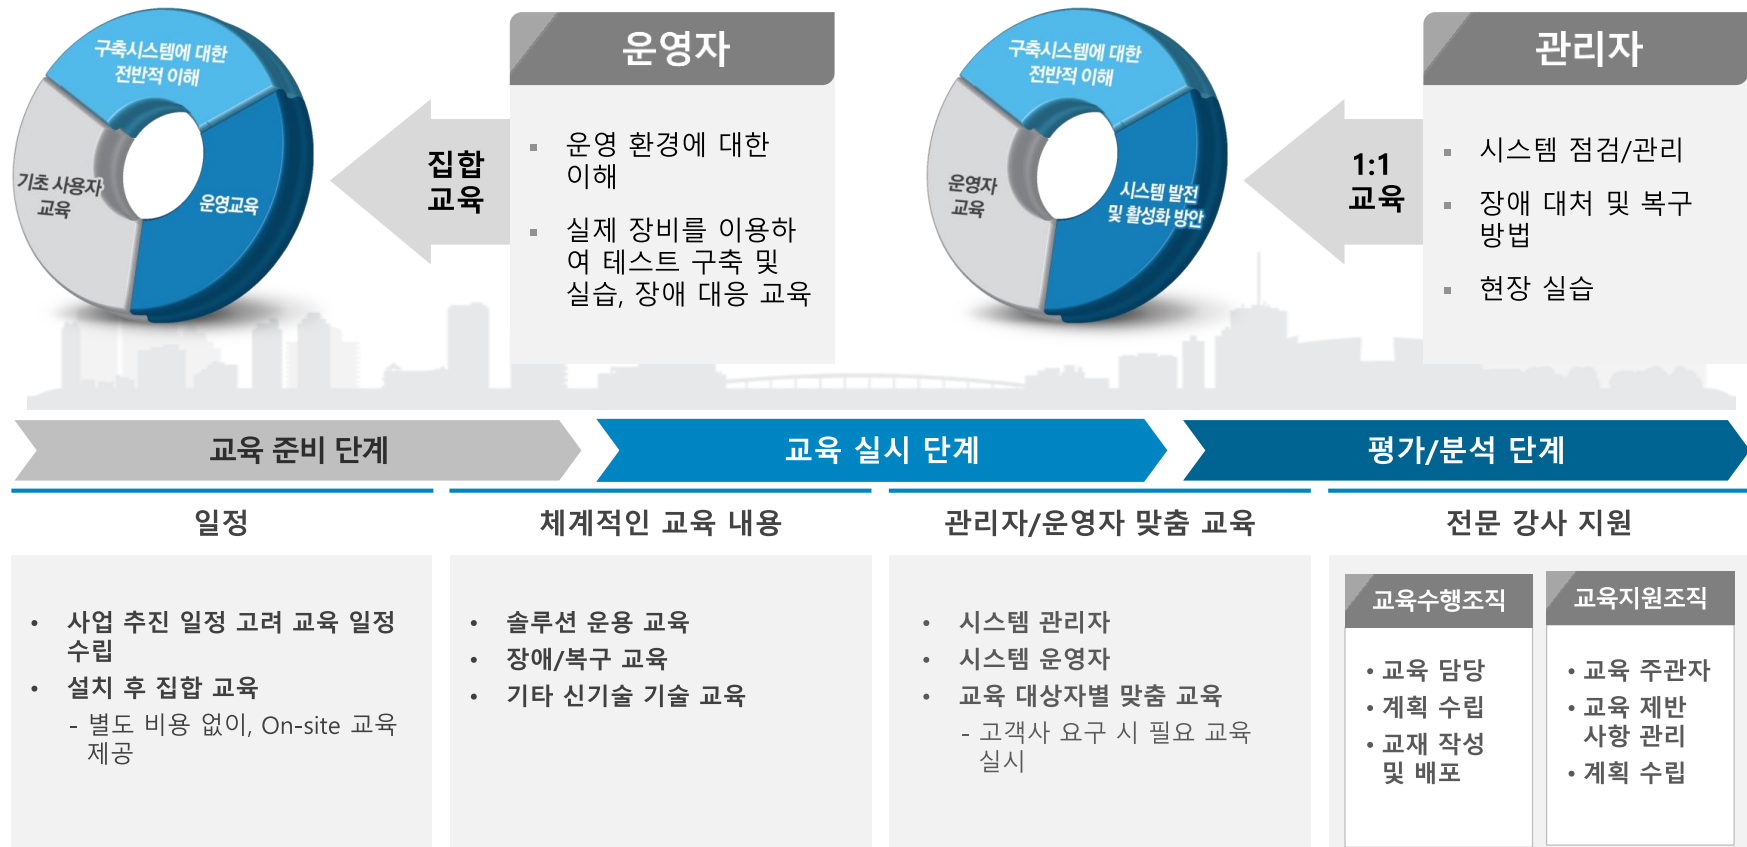 구축시스템에 대한
전반적 이해
기초 사용자
교육
운영교육
집합
교육
운영자
▪ 운영 환경에 대한
이해
▪ 실제 장비를 이용하
여 테스트 구축 및
실습, 장애 대응 교육
구축시스템에 대한
전반적 이해
운영자
교육
시스템 발전
및 활성화 방안
1:1
교육
관리자
▪ 시스템 점검/관리
▪ 장애 대처 및 복구
방법
▪ 현장 실습
교육 준비 단계
교육 실시 단계
평가/분석 단계
일정
• 사업 추진 일정 고려 교육 일정
수립
• 설치 후 집합 교육
- 별도 비용 없이, On-site 교육
제공
체계적인 교육 내용
• 솔루션 운용 교육
• 장애/복구 교육
• 기타 신기술 기술 교육
관리자/운영자 맞춤 교육
• 시스템 관리자
• 시스템 운영자
• 교육 대상자별 맞춤 교육
- 고객사 요구 시 필요 교육
실시
전문 강사 지원
교육수행조직
• 교육 담당
• 계획 수립
• 교재 작성
및 배포
교육지원조직
• 교육 주관자
• 교육 제반
사항 관리
• 계획 수립